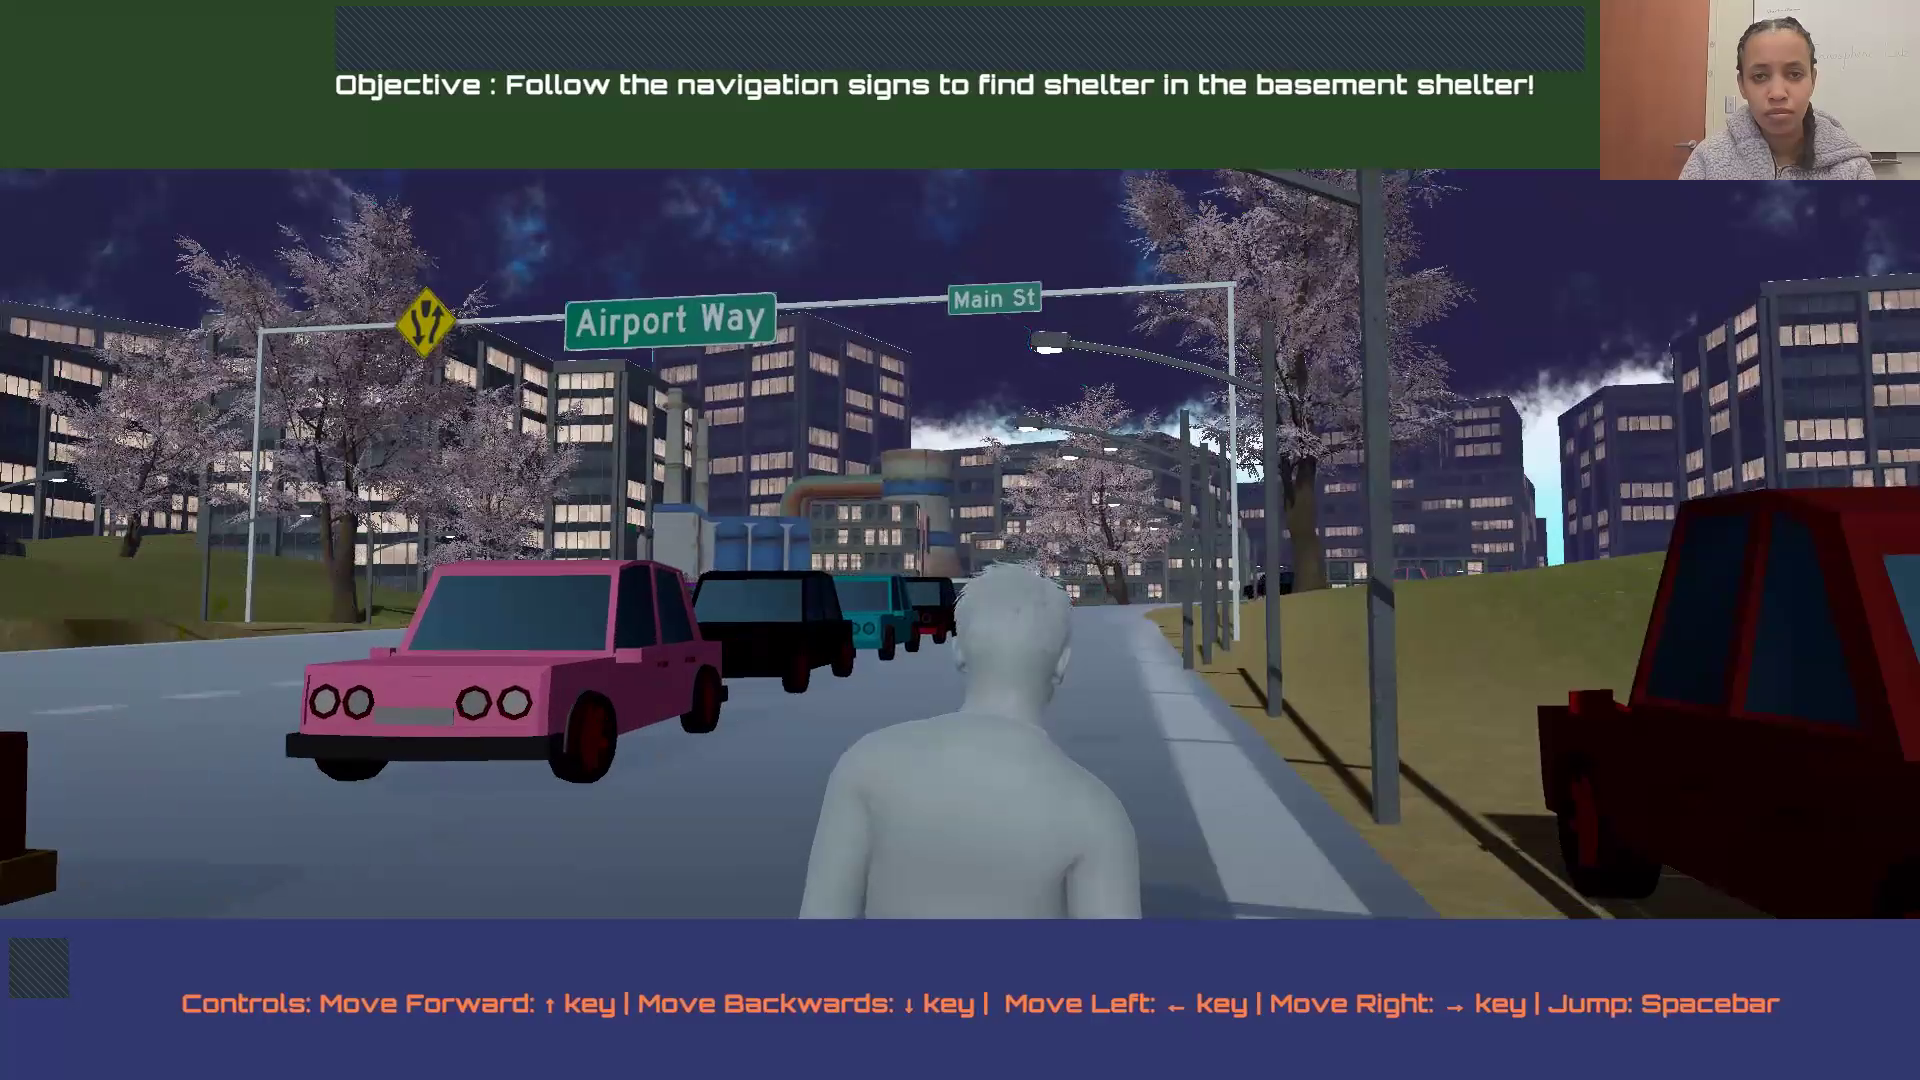 Objective : Follow the navigation signs to find shelter in the basement shelter!
Main St
Airport Way
Controls: Move Forward: ↑ key | Move Backwards: ↓ key | Move Left: ← key | Move Right: → key | Jump: Spacebar